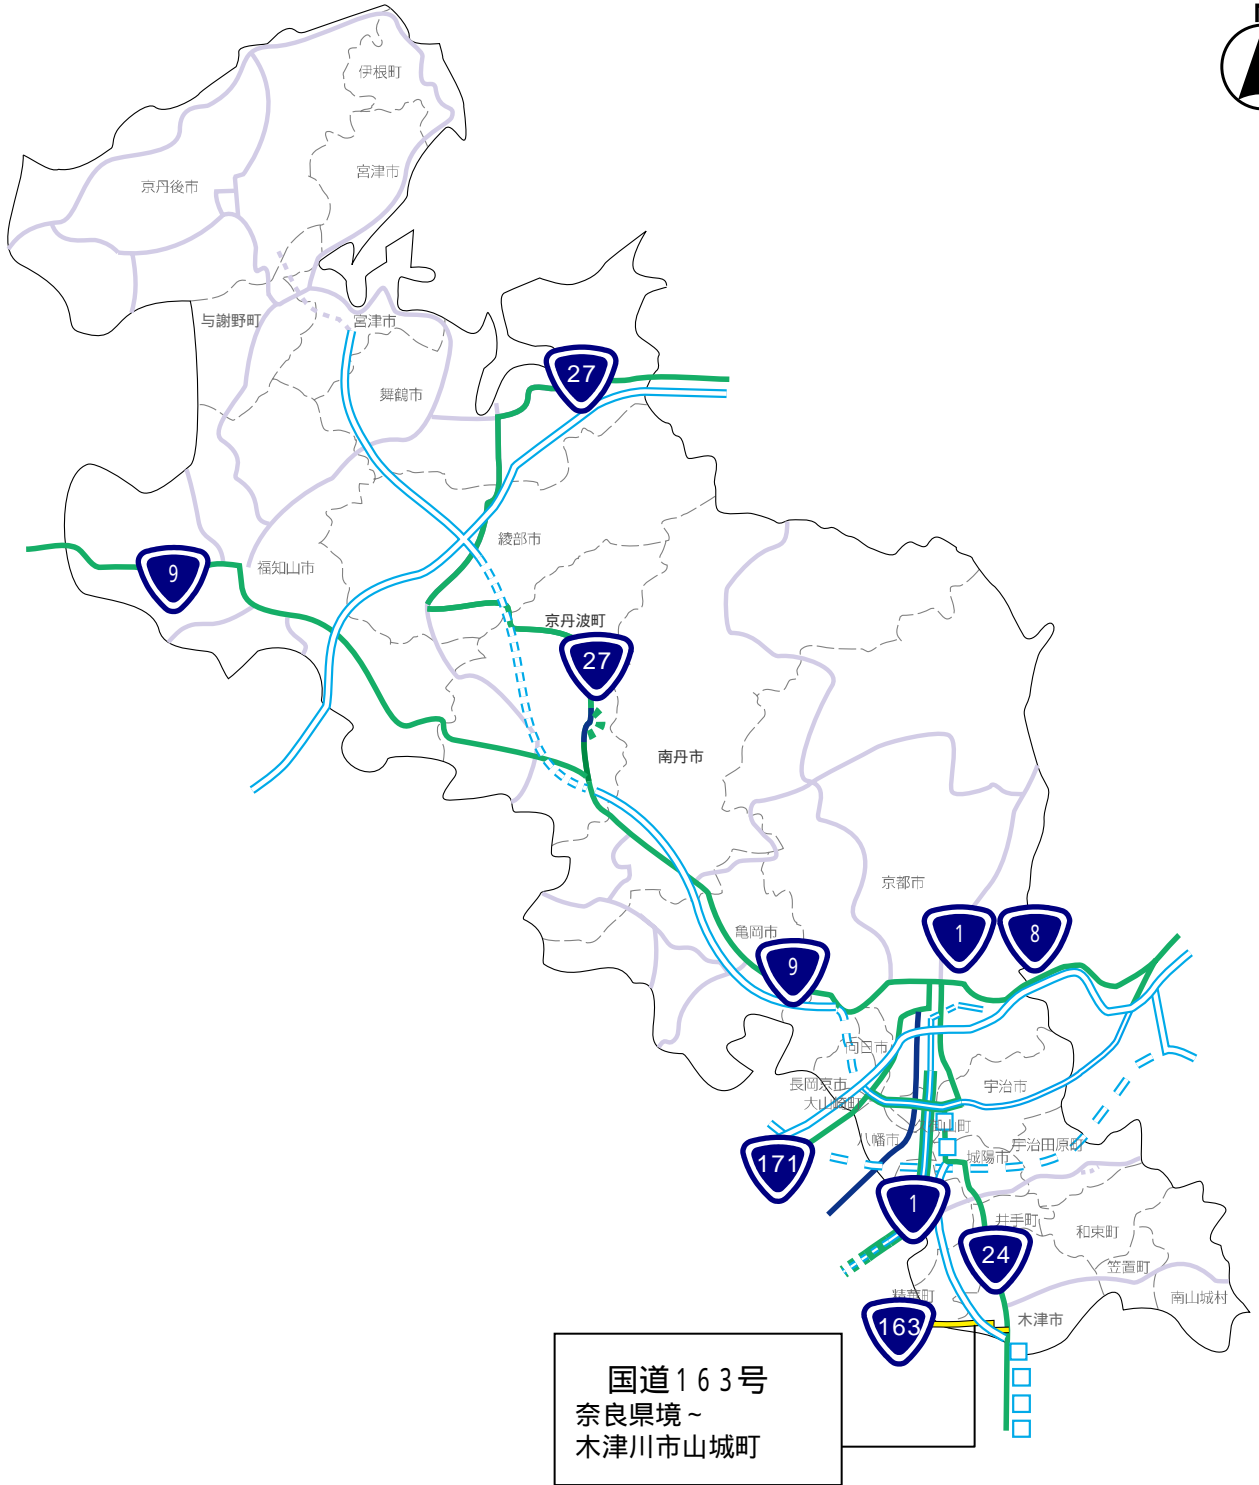 N
伊根町
宮津市
京丹後市
与謝野町
宮津市
27
舞鶴市
綾部市
9
福知山市
京丹波町
27
南丹市
京都市
亀岡市
1
8
9
向日市
長岡京市
大山崎町
宇治市
八幡市
久御山町
城陽市
宇治田原町
171
1
井手町
和束町
24
笠置町
精華町
南山城村
163
木津市
国道163号
奈良県境~
木津川市山城町